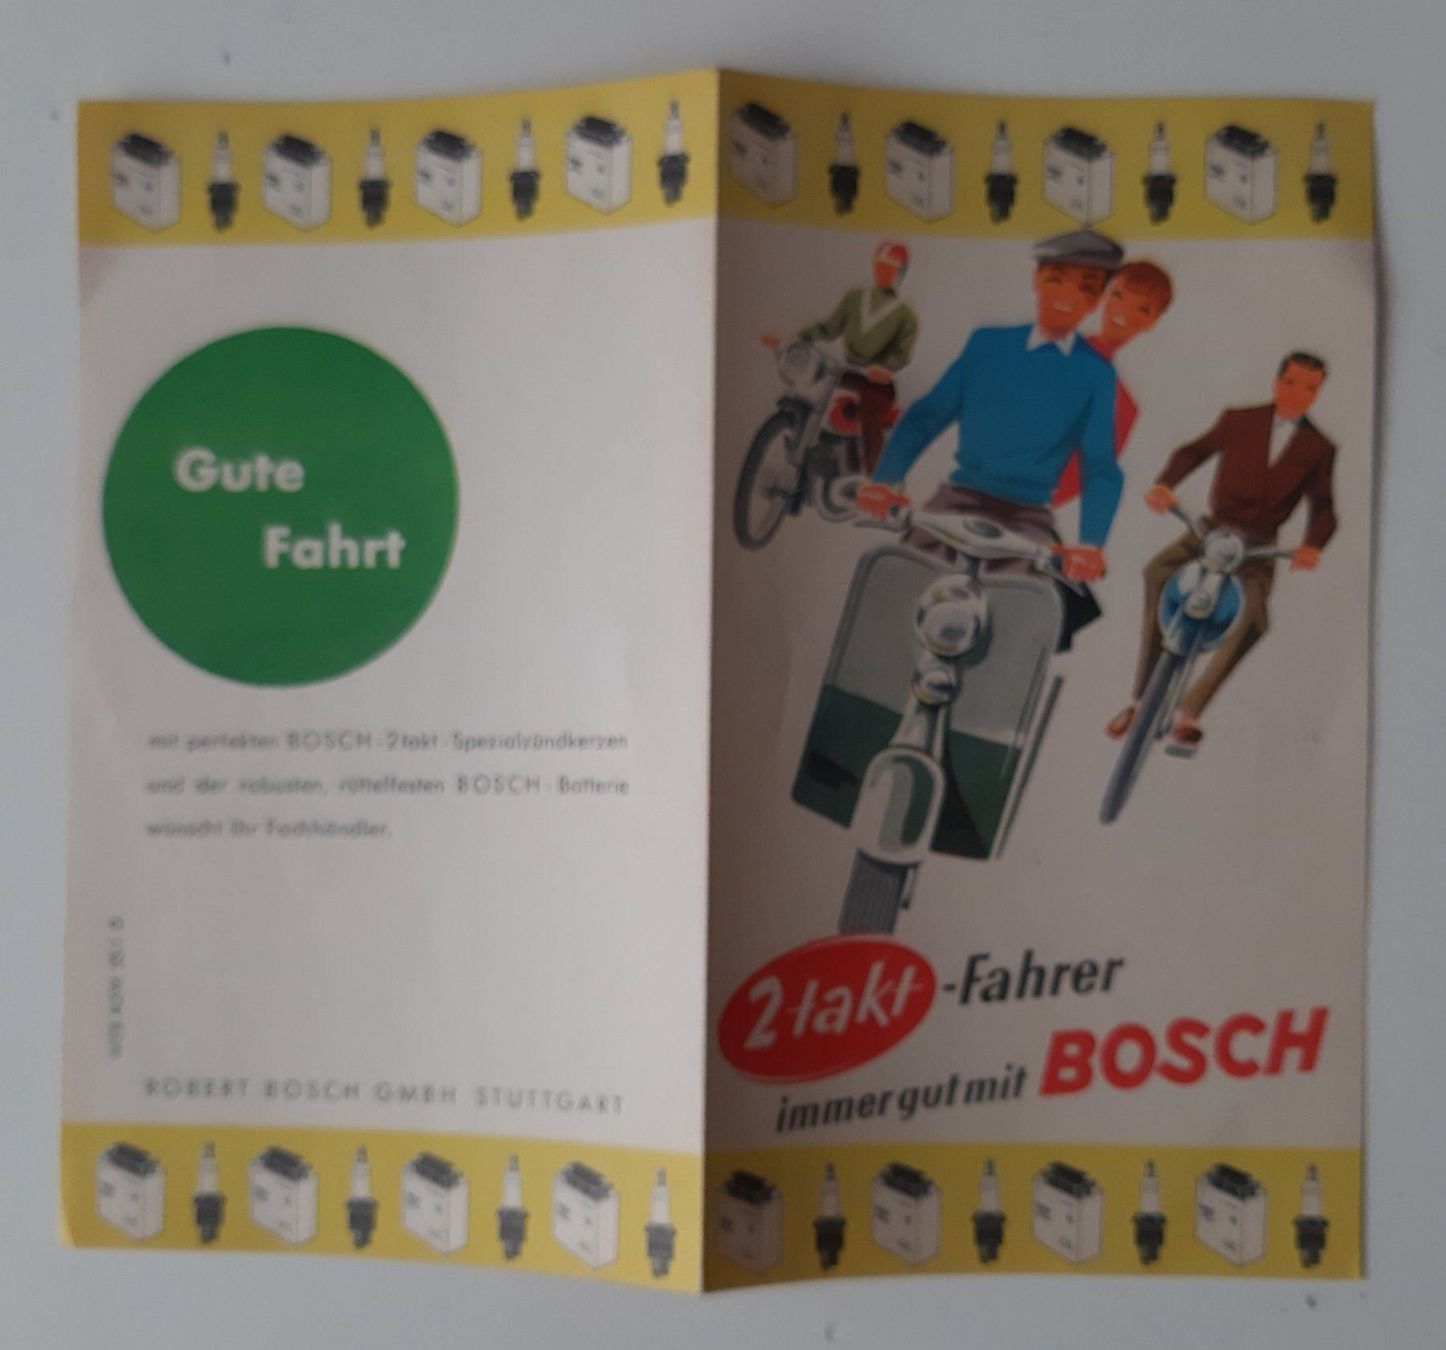 Gute
Fahrt
mit perfekten BOSCH-2takt-Spezialzündkerzen
und der robusten, rüttelfesten BOSCH-Batterie
wünscht Ihr Fachhändler.
ROBERT BOSCH GMBH STUTTGART
2takt-Fahrer
immer gut mit BOSCH